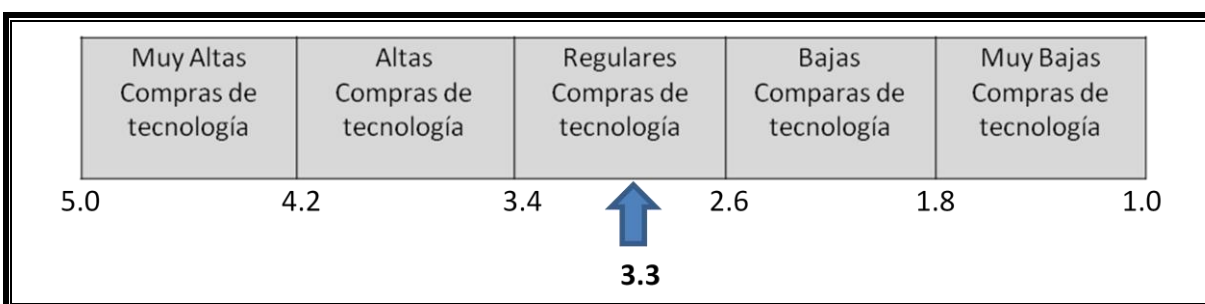 Muy Altas
Compras de
tecnología
Altas
Compras de
tecnología
Regulares
Compras de
tecnología
Bajas
Comparas de
tecnología
Muy Bajas
Compras de
tecnología
5.0 4.2 3.4 2.6 1.8 1.0
3.3